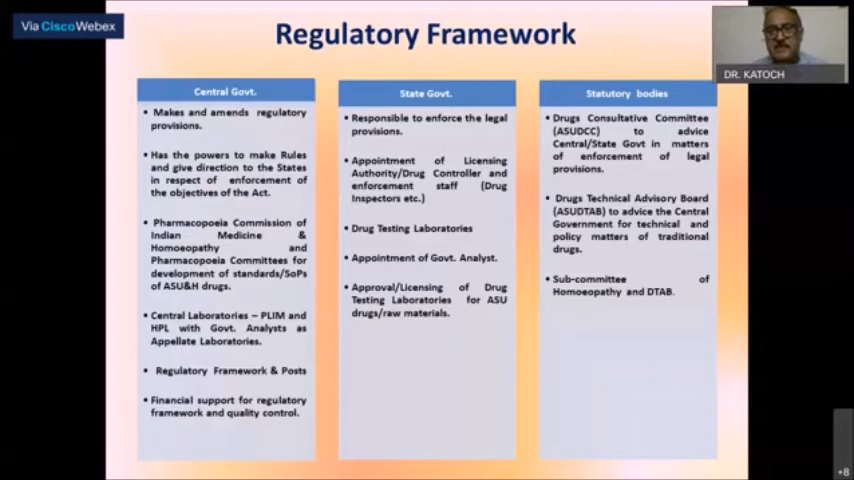 Via Cisco Webex
Regulatory Framework
DR. KATOCH
Central Govt.
• Makes and amends regulatory
provisions.
• Has the powers to make Rules
and give direction to the States
in respect of enforcement of
the objectives of the Act.
• Pharmacopoeia Commission of
Indian Medicine &
Homoeopathy and
Pharmacopoeia Committees for
development of standards/SoPs
of ASU&H drugs.
• Central Laboratories – PLIM and
HPL with Govt. Analysts as
Appellate Laboratories.
• Regulatory Framework & Posts
• Financial support for regulatory
framework and quality control.
State Govt.
• Responsible to enforce the legal
provisions.
• Appointment of Licensing
Authority/Drug Controller and
enforcement staff (Drug
Inspectors etc.)
• Drug Testing Laboratories
• Appointment of Govt. Analyst.
• Approval/Licensing of Drug
Testing Laboratories for ASU
drugs/raw materials.
Statutory bodies
• Drugs Consultative Committee
(ASUDCC) to advice
Central/State Govt in matters
of enforcement of legal
provisions.
• Drugs Technical Advisory Board
(ASUDTAB) to advice the Central
Government for technical and
policy matters of traditional
drugs.
• Sub-committee of
Homoeopathy and DTAB.
+8